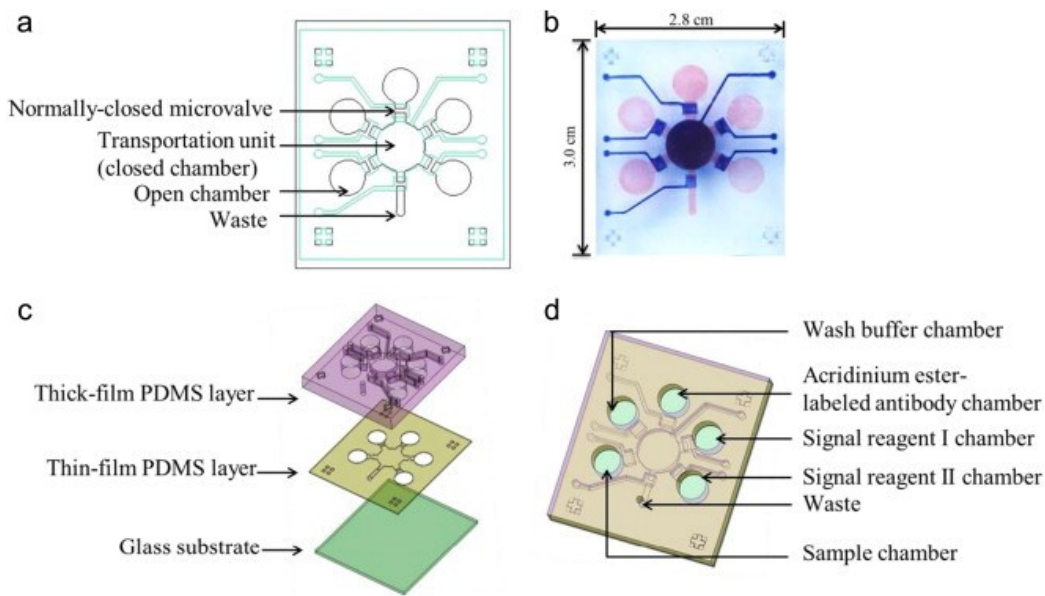 a
Normally-closed microvalve
Transportation unit
(closed chamber)
Open chamber
Waste
b
2.8 cm
3.0 cm
c
Thick-film PDMS layer
Thin-film PDMS layer
Glass substrate
d
Wash buffer chamber
Acridinium ester-
labeled antibody chamber
Signal reagent I chamber
Signal reagent II chamber
Waste
Sample chamber